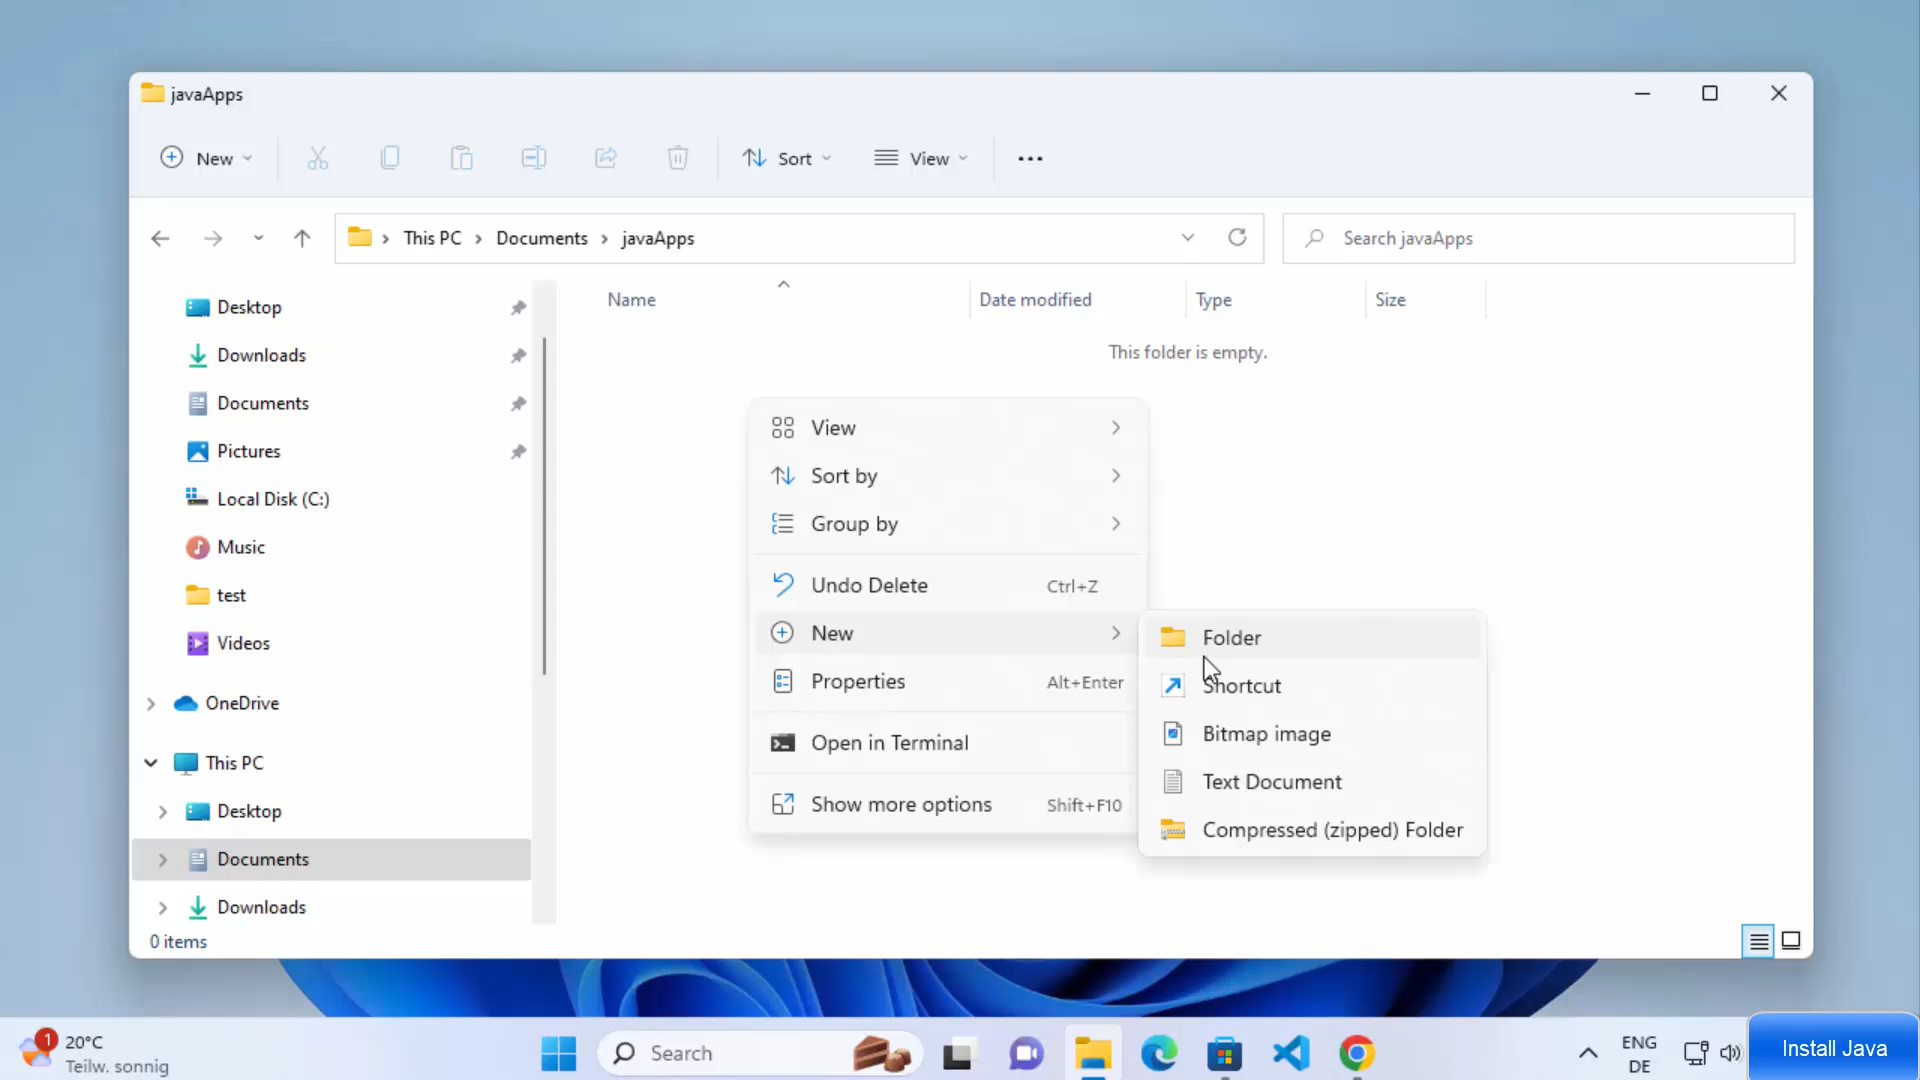 javaApps
New
Sort
View
This PC
Documents
javaApps
Search javaApps
Name
Date modified
Type
Size
This folder is empty.
Desktop
Downloads
Documents
Pictures
Local Disk (C:)
Music
test
Videos
OneDrive
This PC
Desktop
Documents
Downloads
0 items
View
Sort by
Group by
Undo Delete Ctrl+Z
New
Properties Alt+Enter
Open in Terminal
Show more options Shift+F10
Folder
Shortcut
Bitmap image
Text Document
Compressed (zipped) Folder
1
20°C
Teilw. sonnig
Search
ENG
DE
Install Java